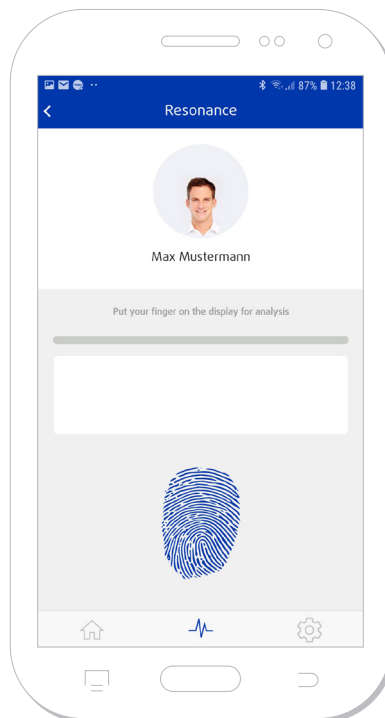 87% 12:38
Resonance
Max Mustermann
Put your finger on the display for analysis